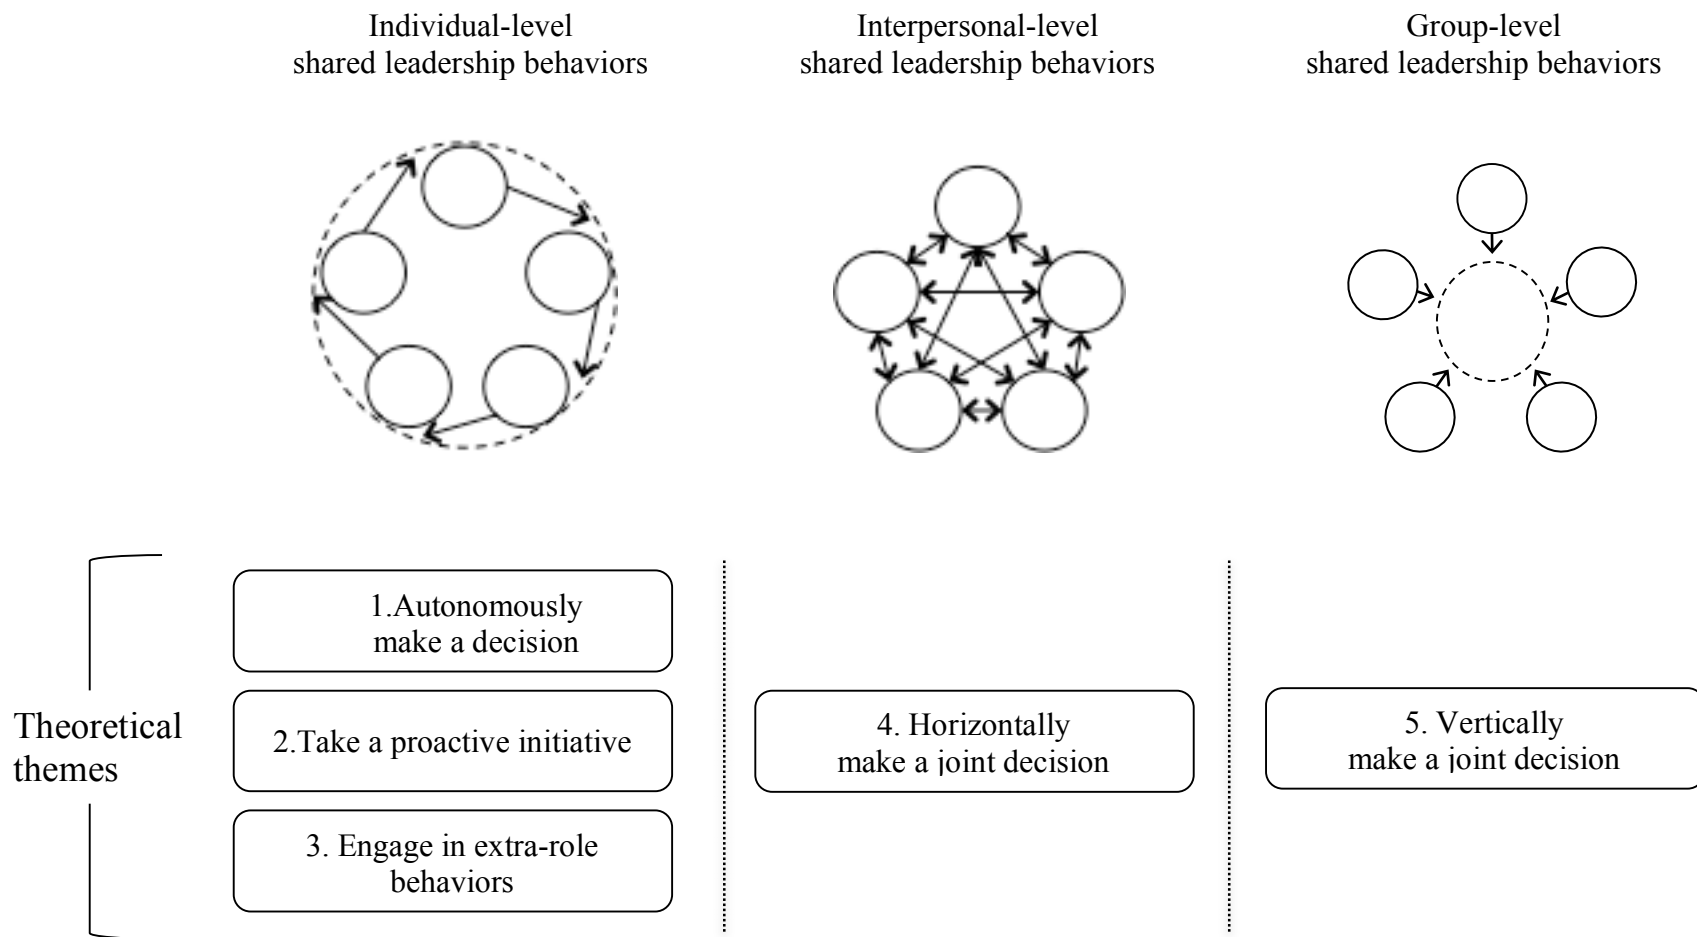 Individual-level
shared leadership behaviors
Interpersonal-level
shared leadership behaviors
Group-level
shared leadership behaviors
Theoretical
themes
1.Autonomously
make a decision
2.Take a proactive initiative
3. Engage in extra-role
behaviors
4. Horizontally
make a joint decision
5. Vertically
make a joint decision